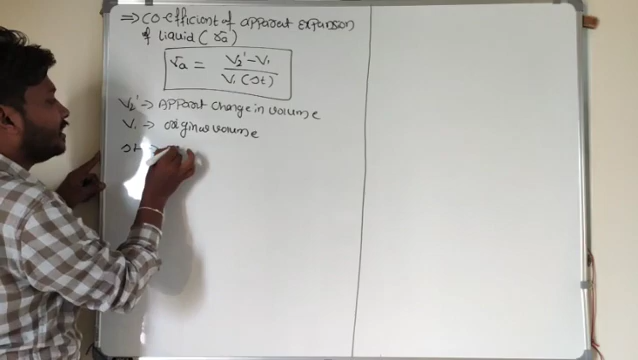 ⇒ CO-efficient of apparent expansion
of liquid (γa)
γa = V₂' - V₁ / V₁ (Δt)
V₂' → Apparent change in volume
V₁ → original volume
Δt →